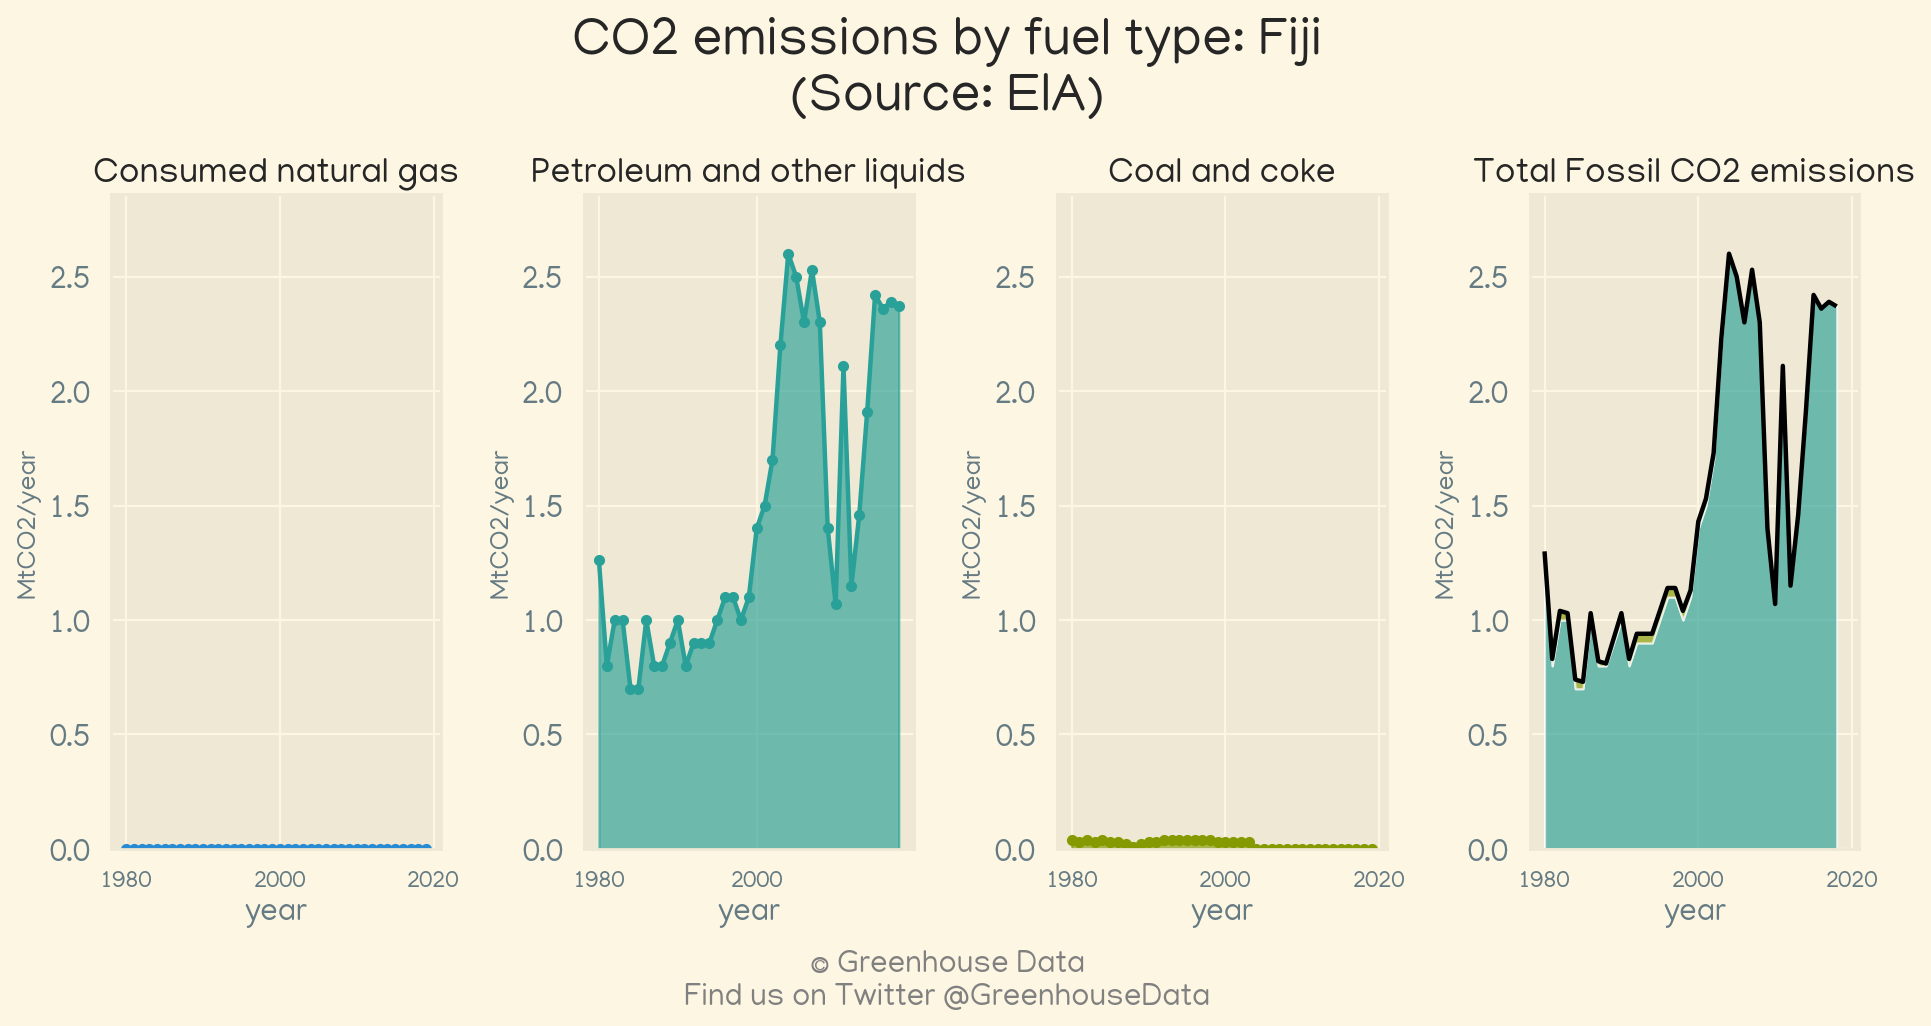 CO2 emissions by fuel type: Fiji
(Source: EIA)
Consumed natural gas
Petroleum and other liquids
Coal and coke
Total Fossil CO2 emissions
MtCO2/year
2.5
2.0
1.5
1.0
0.5
0.0
1980
2000
2020
year
MtCO2/year
2.5
2.0
1.5
1.0
0.5
0.0
1980
2000
year
MtCO2/year
2.5
2.0
1.5
1.0
0.5
0.0
1980
2000
2020
year
MtCO2/year
2.5
2.0
1.5
1.0
0.5
0.0
1980
2000
2020
year
© Greenhouse Data
Find us on Twitter @GreenhouseData